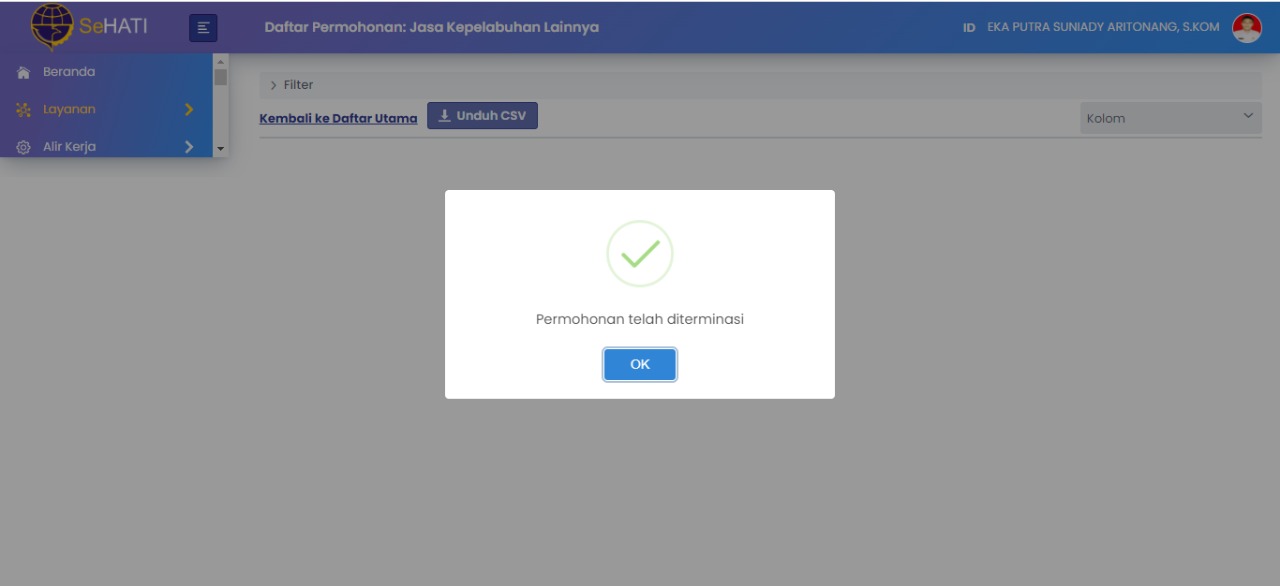 SeHATI
Daftar Permohonan: Jasa Kepelabuhan Lainnya
ID EKA PUTRA SUNIADY ARITONANG, S.KOM
Beranda
Layanan
Alir Kerja
Filter
Kembali ke Daftar Utama
Unduh CSV
Kolom
Permohonan telah diterminasi
OK